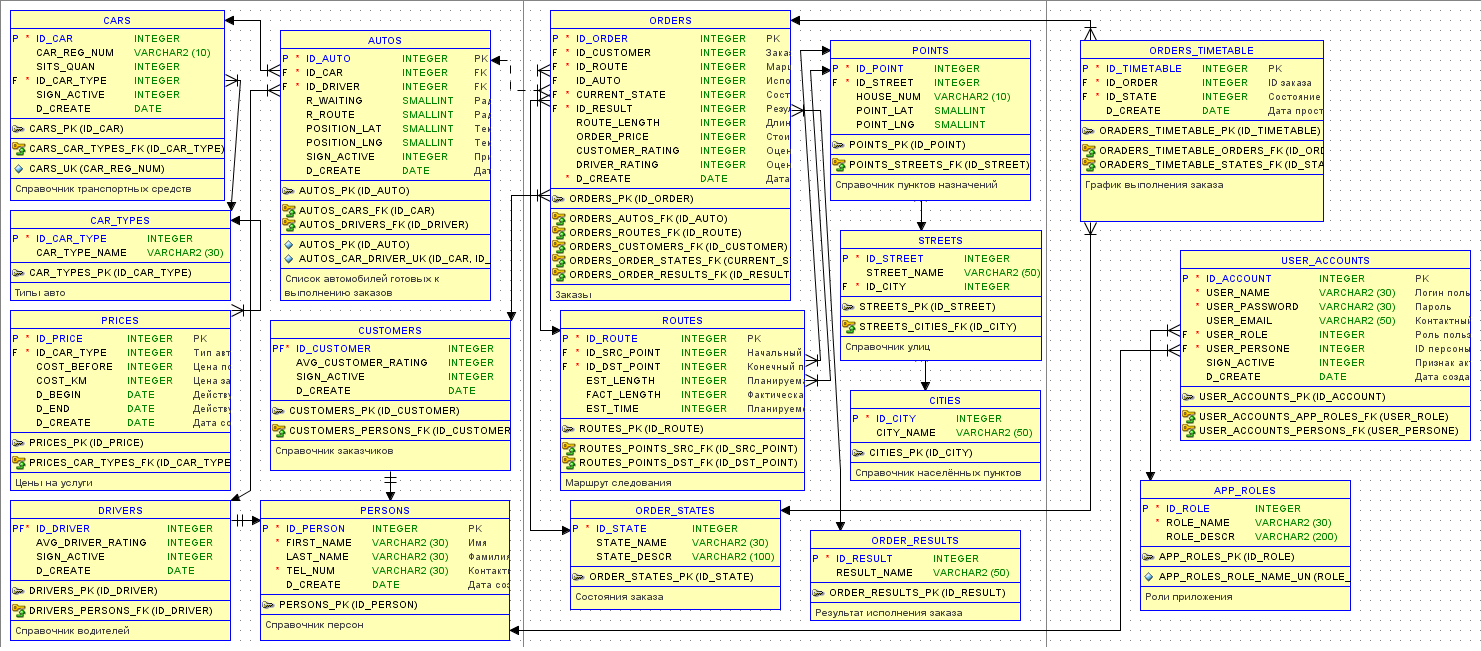 CARS
P * ID_CAR INTEGER
CAR_REG_NUM VARCHAR2 (10)
SITS_QUAN INTEGER
F * ID_CAR_TYPE INTEGER
SIGN_ACTIVE INTEGER
D_CREATE DATE
CARS_PK (ID_CAR)
CARS_CAR_TYPES_FK (ID_CAR_TYPE)
CARS_UK (CAR_REG_NUM)
Справочник транспортных средств
CAR_TYPES
P * ID_CAR_TYPE INTEGER
CAR_TYPE_NAME VARCHAR2 (30)
CAR_TYPES_PK (ID_CAR_TYPE)
Типы авто
PRICES
P * ID_PRICE INTEGER PK
F * ID_CAR_TYPE INTEGER Тип авт
COST_BEFORE INTEGER Цена по
COST_KM INTEGER Цена за
D_BEGIN DATE Действу
D_END DATE Действу
D_CREATE DATE Дата со
PRICES_PK (ID_PRICE)
PRICES_CAR_TYPES_FK (ID_CAR_TYPE
Цены на услуги
DRIVERS
PF* ID_DRIVER INTEGER
AVG_DRIVER_RATING INTEGER
SIGN_ACTIVE INTEGER
D_CREATE DATE
DRIVERS_PK (ID_DRIVER)
DRIVERS_PERSONS_FK (ID_DRIVER)
Справочник водителей
AUTOS
P * ID_AUTO INTEGER PK
F * ID_CAR INTEGER FK
F * ID_DRIVER INTEGER FK
R_WAITING SMALLINT Рад
R_ROUTE SMALLINT Рад
POSITION_LAT SMALLINT Тек
POSITION_LNG SMALLINT Тек
SIGN_ACTIVE INTEGER При
D_CREATE DATE Дат
AUTOS_PK (ID_AUTO)
AUTOS_CARS_FK (ID_CAR)
AUTOS_DRIVERS_FK (ID_DRIVER)
AUTOS_PK (ID_AUTO)
AUTOS_CAR_DRIVER_UK (ID_CAR, ID_
Список автомобилей готовых к
выполнению заказов
CUSTOMERS
PF* ID_CUSTOMER INTEGER
AVG_CUSTOMER_RATING INTEGER
SIGN_ACTIVE INTEGER
D_CREATE DATE
CUSTOMERS_PK (ID_CUSTOMER)
CUSTOMERS_PERSONS_FK (ID_CUSTOMER
Справочник заказчиков
PERSONS
P * ID_PERSON INTEGER PK
* FIRST_NAME VARCHAR2 (30) Имя
LAST_NAME VARCHAR2 (30) Фамилия
* TEL_NUM VARCHAR2 (30) Контакт
D_CREATE DATE Дата соз
PERSONS_PK (ID_PERSON)
Справочник персон
ORDERS
P * ID_ORDER INTEGER PK
F * ID_CUSTOMER INTEGER Зака
F * ID_ROUTE INTEGER Марш
F ID_AUTO INTEGER Испо
F * CURRENT_STATE INTEGER Сост
F * ID_RESULT INTEGER Резул
ROUTE_LENGTH INTEGER Длин
ORDER_PRICE INTEGER Стои
CUSTOMER_RATING INTEGER Оцен
DRIVER_RATING INTEGER Оцен
* D_CREATE DATE Дата
ORDERS_PK (ID_ORDER)
ORDERS_AUTOS_FK (ID_AUTO)
ORDERS_ROUTES_FK (ID_ROUTE)
ORDERS_CUSTOMERS_FK (ID_CUSTOMER)
ORDERS_ORDER_STATES_FK (CURRENT_S
ORDERS_ORDER_RESULTS_FK (ID_RESULT
Заказы
ROUTES
P * ID_ROUTE INTEGER PK
F * ID_SRC_POINT INTEGER Начальный
F * ID_DST_POINT INTEGER Конечный п
EST_LENGTH INTEGER Планируем
FACT_LENGTH INTEGER Фактическа
EST_TIME INTEGER Планируем
ROUTES_PK (ID_ROUTE)
ROUTES_POINTS_SRC_FK (ID_SRC_POINT)
ROUTES_POINTS_DST_FK (ID_DST_POINT)
Маршрут следования
ORDER_STATES
P * ID_STATE INTEGER
STATE_NAME VARCHAR2 (30)
STATE_DESCR VARCHAR2 (100)
ORDER_STATES_PK (ID_STATE)
Состояния заказа
POINTS
P * ID_POINT INTEGER
F * ID_STREET INTEGER
HOUSE_NUM VARCHAR2 (10)
POINT_LAT SMALLINT
POINT_LNG SMALLINT
POINTS_PK (ID_POINT)
POINTS_STREETS_FK (ID_STREET)
Справочник пунктов назначений
STREETS
P * ID_STREET INTEGER
STREET_NAME VARCHAR2 (50)
F * ID_CITY INTEGER
STREETS_PK (ID_STREET)
STREETS_CITIES_FK (ID_CITY)
Справочник улиц
CITIES
P * ID_CITY INTEGER
CITY_NAME VARCHAR2 (50)
CITIES_PK (ID_CITY)
Справочник населённых пунктов
ORDER_RESULTS
P * ID_RESULT INTEGER
RESULT_NAME VARCHAR2 (50)
ORDER_RESULTS_PK (ID_RESULT)
Результат исполнения заказа
ORDERS_TIMETABLE
P * ID_TIMETABLE INTEGER PK
F * ID_ORDER INTEGER ID заказа
F * ID_STATE INTEGER Состояние
D_CREATE DATE Дата прост
ORADERS_TIMETABLE_PK (ID_TIMETABLE)
ORADERS_TIMETABLE_ORDERS_FK (ID_ORD
ORADERS_TIMETABLE_STATES_FK (ID_STA
График выполнения заказа
USER_ACCOUNTS
P * ID_ACCOUNT INTEGER PK
* USER_NAME VARCHAR2 (30) Логин поль
* USER_PASSWORD VARCHAR2 (30) Пароль
* USER_EMAIL VARCHAR2 (50) Контактный
F * USER_ROLE INTEGER Роль польз
F * USER_PERSONE INTEGER ID персоны
SIGN_ACTIVE INTEGER Признак ак
* D_CREATE DATE Дата созда
USER_ACCOUNTS_PK (ID_ACCOUNT)
USER_ACCOUNTS_APP_ROLES_FK (USER_ROLE)
USER_ACCOUNTS_PERSONS_FK (USER_PERSONE)
APP_ROLES
P * ID_ROLE INTEGER
* ROLE_NAME VARCHAR2 (30)
ROLE_DESCR VARCHAR2 (200)
APP_ROLES_PK (ID_ROLE)
APP_ROLES_ROLE_NAME_UN (ROLE_
Роли приложения